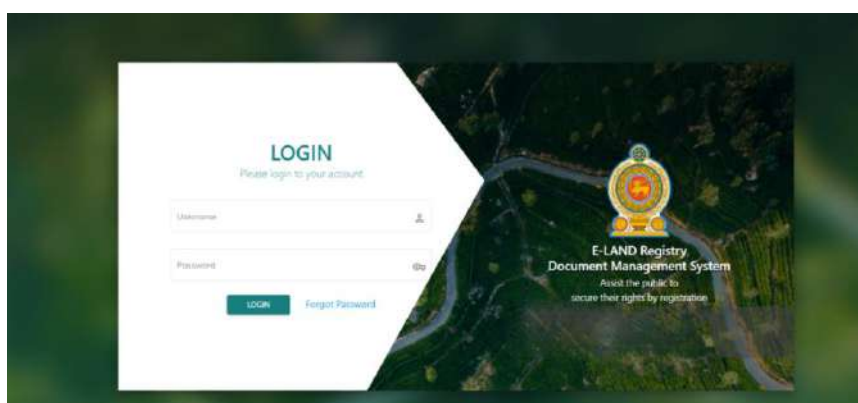 LOGIN
Please login to your account
Username
Password
LOGIN Forgot Password
E-LAND Registry
Document Management System
Assist the public to
secure their rights by registration